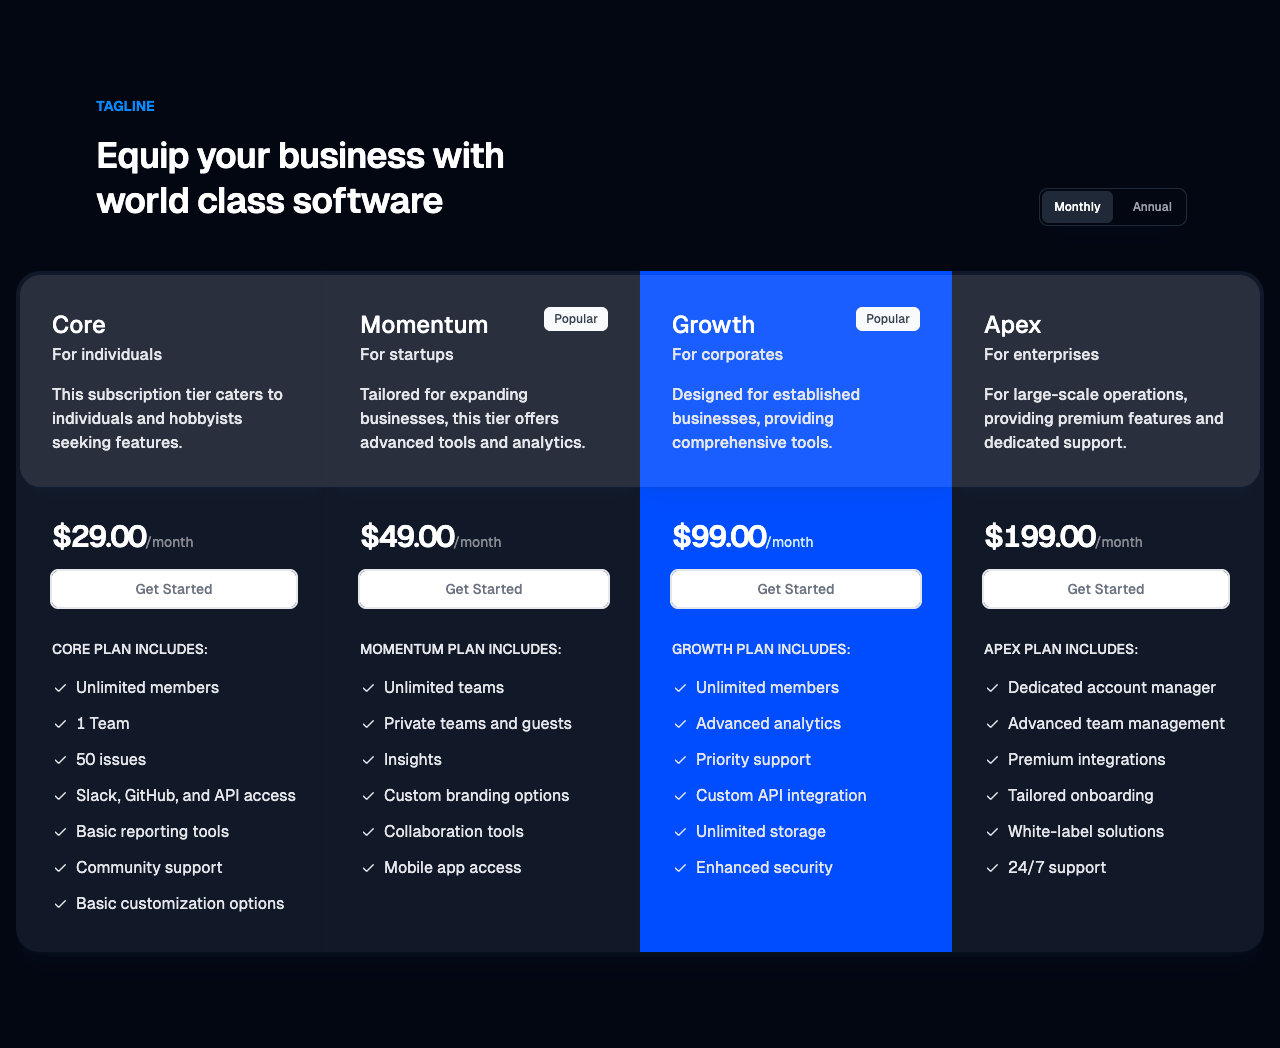 TAGLINE
Equip your business with
world class software
Monthly
Annual
Core
For individuals
This subscription tier caters to
individuals and hobbyists
seeking features.
Momentum
Popular
For startups
Tailored for expanding
businesses, this tier offers
advanced tools and analytics.
Growth
Popular
For corporates
Designed for established
businesses, providing
comprehensive tools.
Apex
For enterprises
For large-scale operations,
providing premium features and
dedicated support.
$29.00/month
Get Started
CORE PLAN INCLUDES:
Unlimited members
1 Team
50 issues
Slack, GitHub, and API access
Basic reporting tools
Community support
Basic customization options
$49.00/month
Get Started
MOMENTUM PLAN INCLUDES:
Unlimited teams
Private teams and guests
Insights
Custom branding options
Collaboration tools
Mobile app access
$99.00/month
Get Started
GROWTH PLAN INCLUDES:
Unlimited members
Advanced analytics
Priority support
Custom API integration
Unlimited storage
Enhanced security
$199.00/month
Get Started
APEX PLAN INCLUDES:
Dedicated account manager
Advanced team management
Premium integrations
Tailored onboarding
White-label solutions
24/7 support